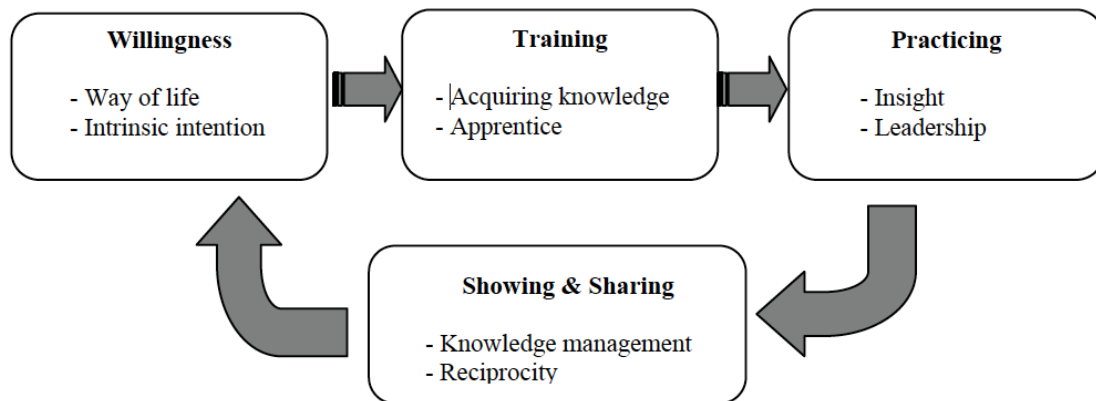 Willingness
- Way of life
- Intrinsic intention
Training
- Acquiring knowledge
- Apprentice
Practicing
- Insight
- Leadership
Showing & Sharing
- Knowledge management
- Reciprocity